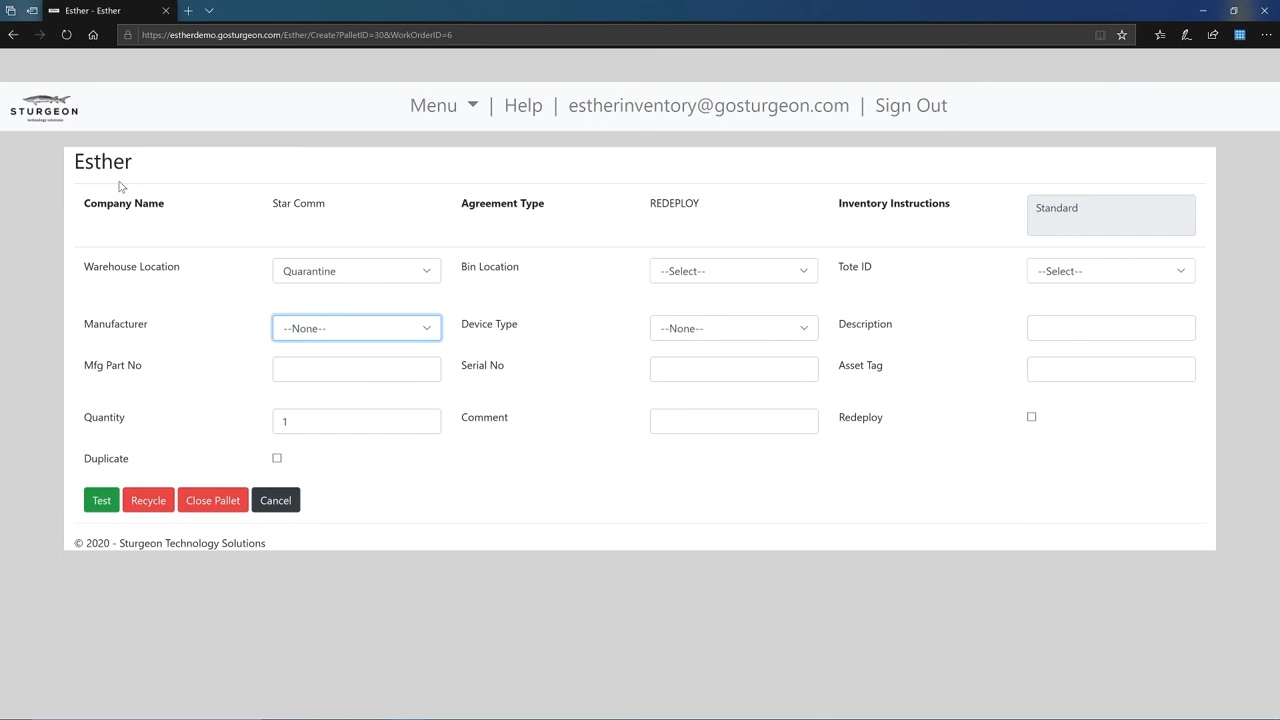 Esther - Esther
https://estherdemo.gosturgeon.com/Esther/Create?PalletID=30&WorkOrderID=6
STURGEON
technology solutions
Menu | Help | estherinventory@gosturgeon.com | Sign Out
Esther
Company Name Star Comm Agreement Type REDEPLOY Inventory Instructions Standard
Warehouse Location Quarantine Bin Location --Select-- Tote ID --Select--
Manufacturer --None-- Device Type --None-- Description
Mfg Part No Serial No Asset Tag
Quantity 1 Comment Redeploy
Duplicate
Test Recycle Close Pallet Cancel
© 2020 - Sturgeon Technology Solutions